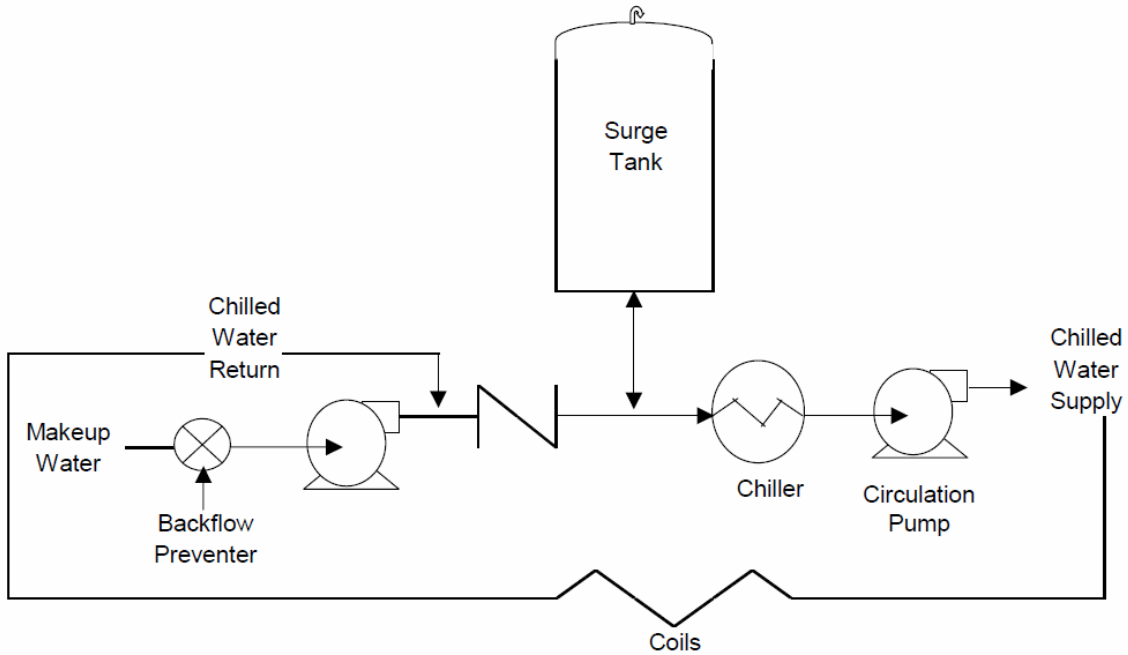 Surge
Tank
Chilled
Water
Return
Chilled
Water
Supply
Makeup
Water
Backflow
Preventer
Chiller
Circulation
Pump
Coils